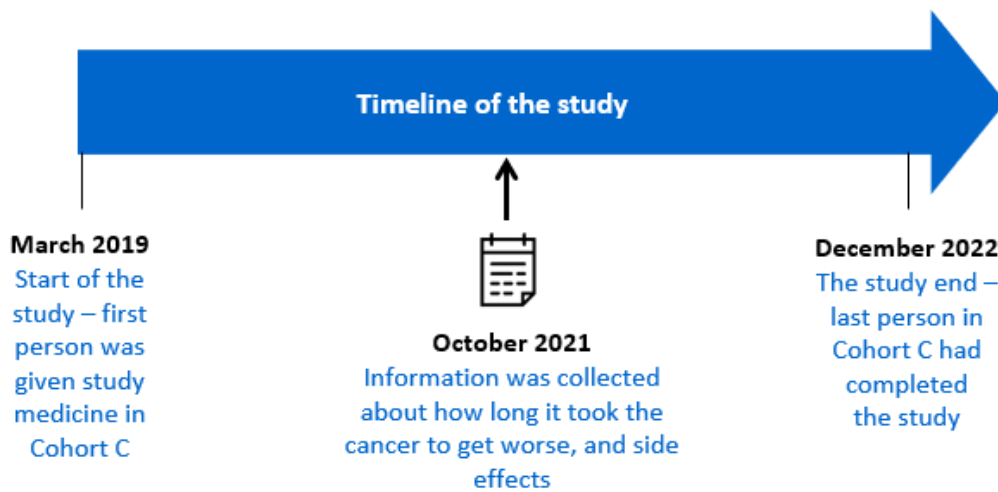 Timeline of the study
March 2019
Start of the
study – first
person was
given study
medicine in
Cohort C
October 2021
Information was collected
about how long it took the
cancer to get worse, and side
effects
December 2022
The study end –
last person in
Cohort C had
completed
the study